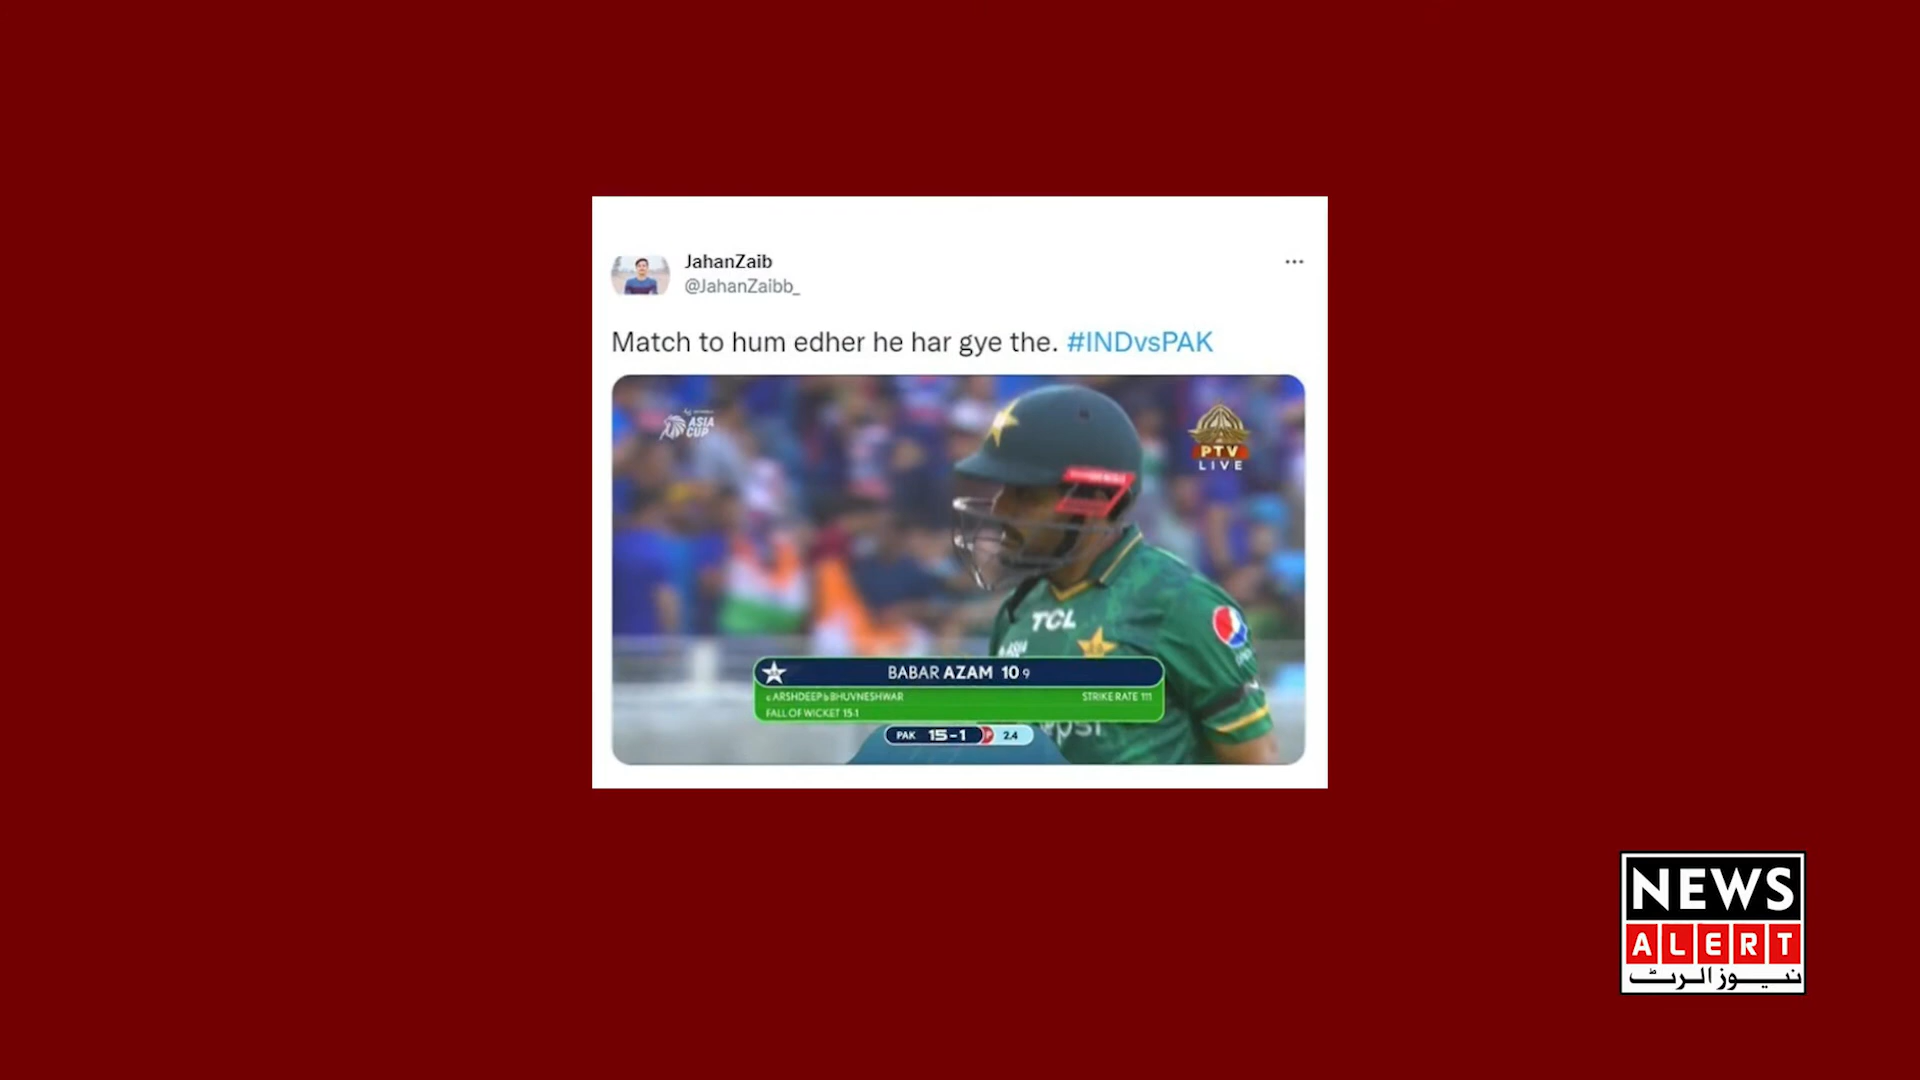 JahanZaib
@JahanZaibb_
Match to hum edher he har gye the. #INDvsPAK
ASIA
CUP
PTV
LIVE
TCL
BABAR AZAM 10 9
c ARSHDEEP b BHUVNESHWAR STRIKE RATE 111
FALL OF WICKET 15-1
PAK 15-1 P 2.4
NEWS
ALERT
نیوز الرٹ